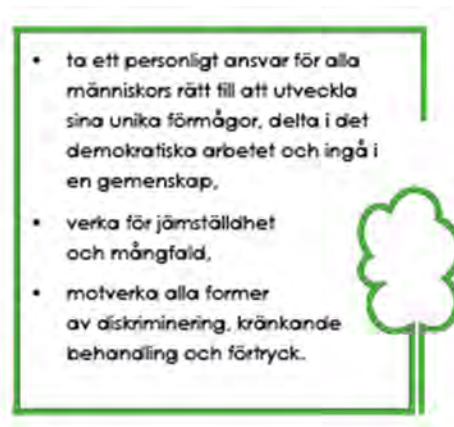 • ta ett personligt ansvar för alla
människors rätt till att utveckla
sina unika förmågor, delta i det
demokratiska arbetet och ingå i
en gemenskap,
• verka för jämställdhet
och mångfald,
• motverka alla former
av diskriminering, kränkande
behandling och förtryck.